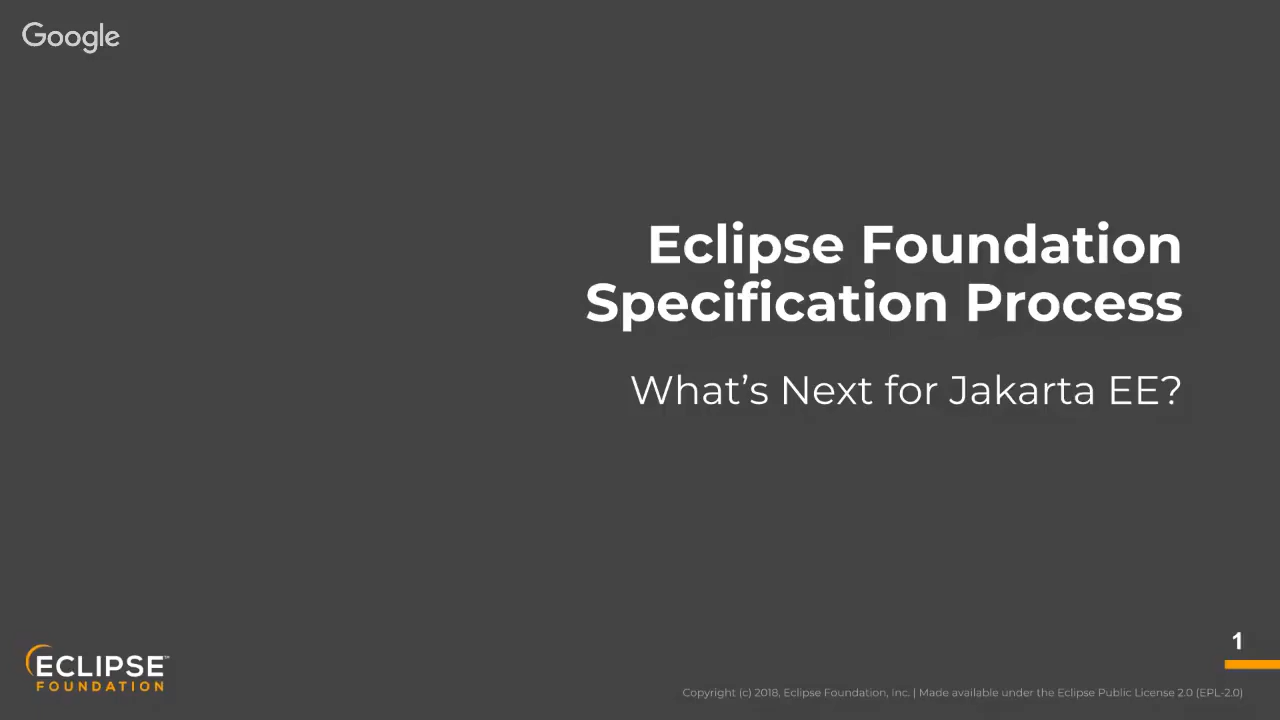 Google
Eclipse Foundation
Specification Process
What's Next for Jakarta EE?
1
ECLIPSE™
FOUNDATION
Copyright (c) 2018, Eclipse Foundation, Inc. | Made available under the Eclipse Public License 2.0 (EPL-2.0)